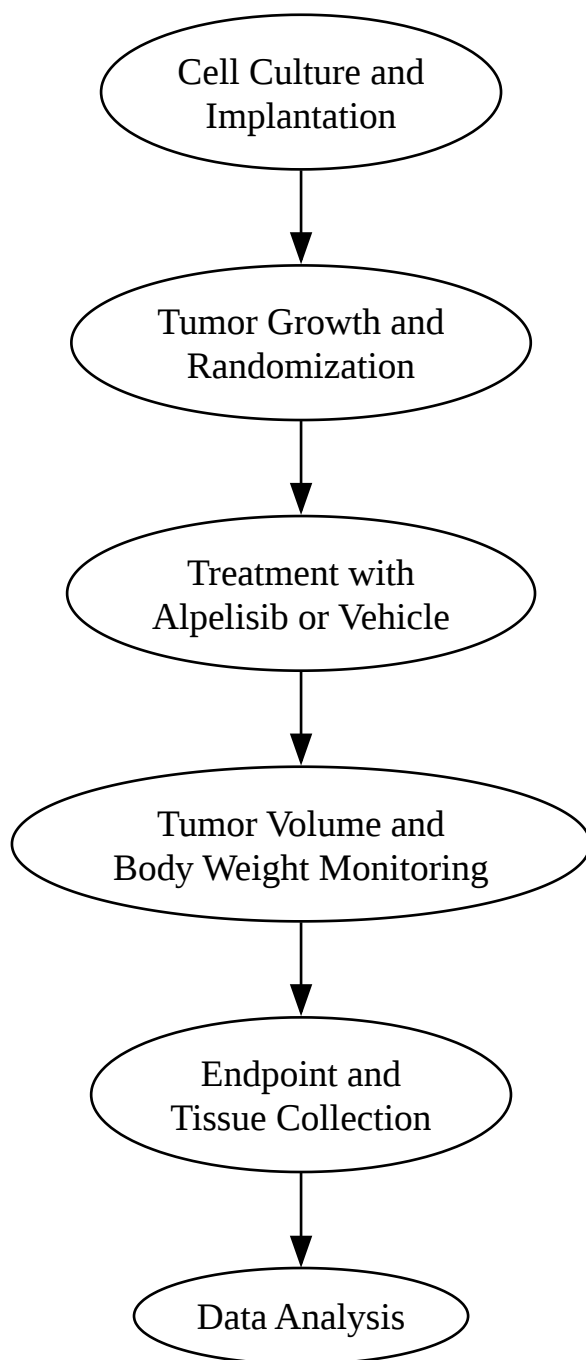 Cell Culture and
Implantation
Tumor Growth and
Randomization
Treatment with
Alpelisib or Vehicle
Tumor Volume and
Body Weight Monitoring
Endpoint and
Tissue Collection
Data Analysis